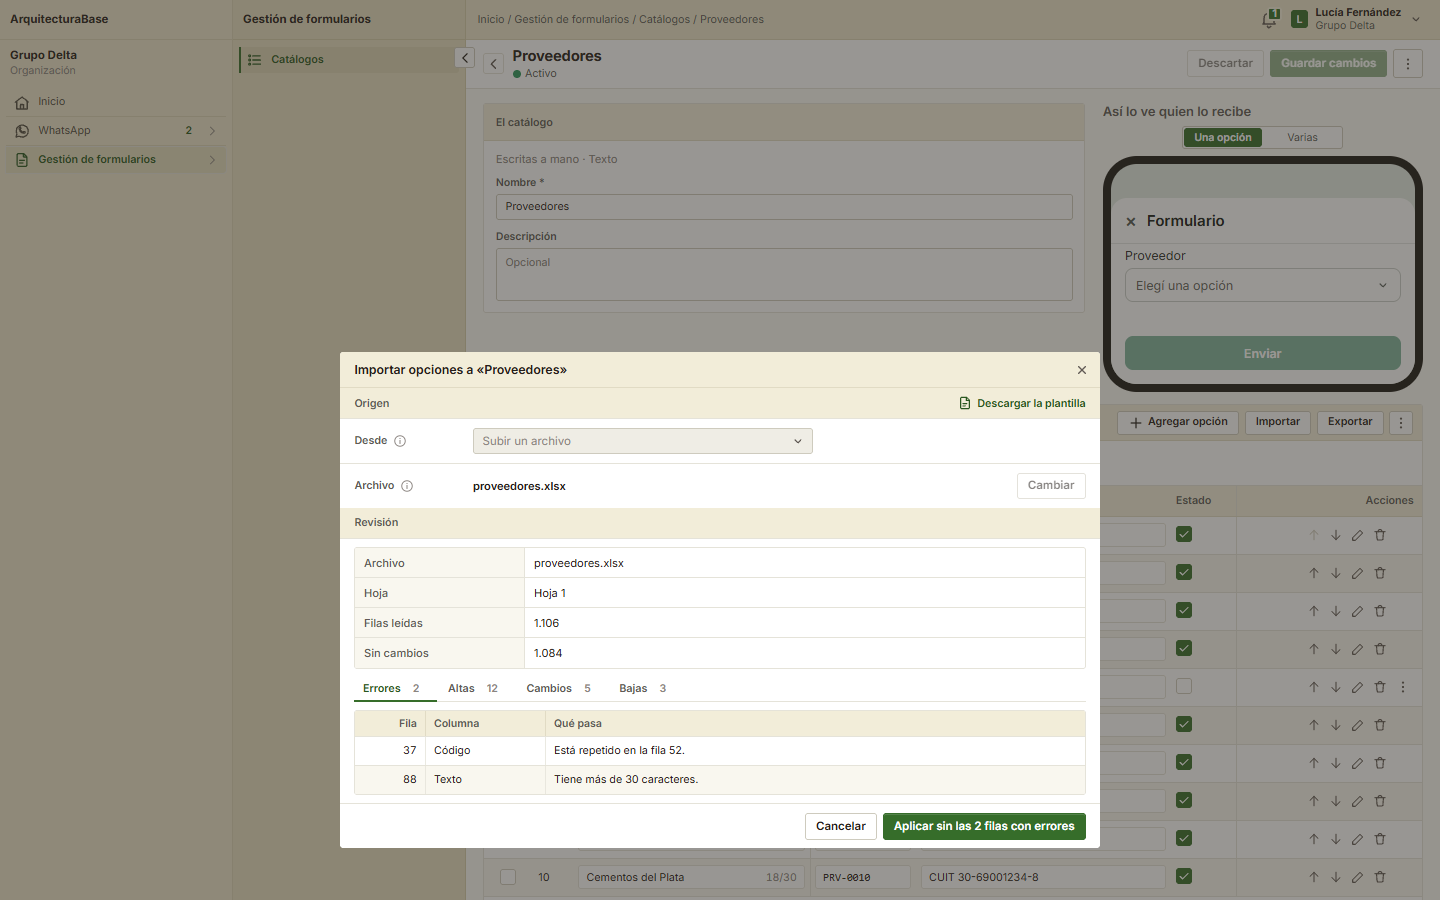 ArquitecturaBase
Gestión de formularios
Inicio / Gestión de formularios / Catálogos / Proveedores
1
L
Lucía Fernández
Grupo Delta
Grupo Delta
Organización
Inicio
WhatsApp 2
Gestión de formularios
Catálogos
Proveedores
Activo
Descartar
Guardar cambios
El catálogo
Escritas a mano · Texto
Nombre *
Proveedores
Descripción
Opcional
Así lo ve quien lo recibe
Una opción
Varias
Formulario
Proveedor
Elegí una opción
Enviar
Agregar opción
Importar
Exportar
Estado
Acciones
Importar opciones a «Proveedores»
Origen
Descargar la plantilla
Desde
Subir un archivo
Archivo
proveedores.xlsx
Cambiar
Revisión
Archivo proveedores.xlsx
Hoja Hoja 1
Filas leídas 1.106
Sin cambios 1.084
Errores 2 Altas 12 Cambios 5 Bajas 3
Fila Columna Qué pasa
37 Código Está repetido en la fila 52.
88 Texto Tiene más de 30 caracteres.
Cancelar
Aplicar sin las 2 filas con errores
10 Cementos del Plata 18/30 PRV-0010 CUIT 30-69001234-8